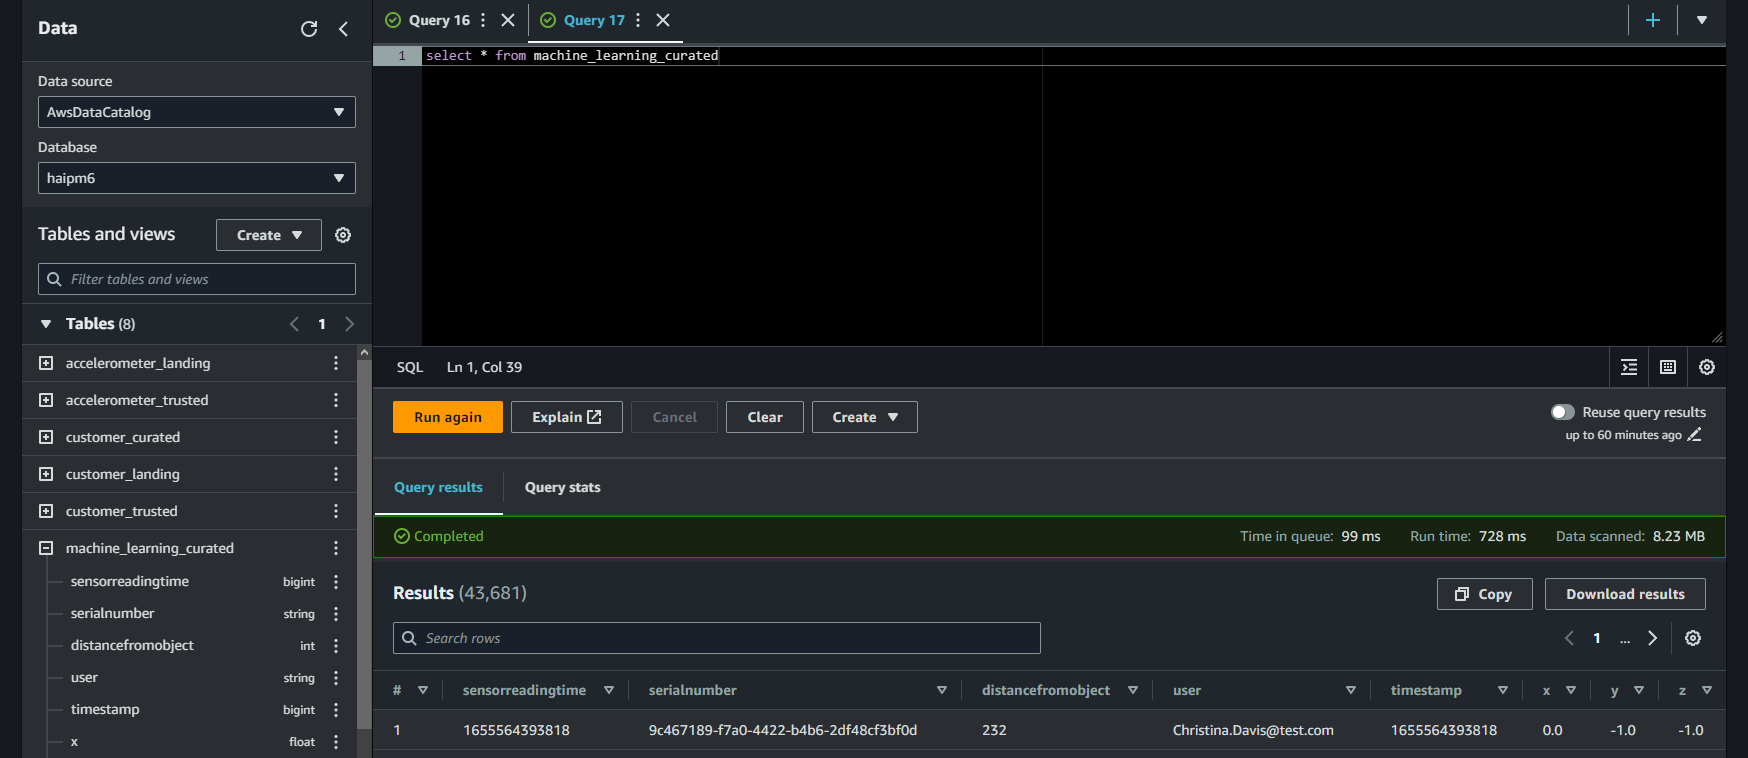 Data
Data source
AwsDataCatalog
Database
haipm6
Tables and views
Create
Filter tables and views
Tables (8)
1
accelerometer_landing
accelerometer_trusted
customer_curated
customer_landing
customer_trusted
machine_learning_curated
sensorreadingtime bigint
serialnumber string
distancefromobject int
user string
timestamp bigint
x float
Query 16
Query 17
1 select * from machine_learning_curated
SQL Ln 1, Col 39
Run again Explain Cancel Clear Create
Reuse query results
up to 60 minutes ago
Query results Query stats
Completed Time in queue: 99 ms Run time: 728 ms Data scanned: 8.23 MB
Results (43,681) Copy Download results
Search rows 1 ...
# sensorreadingtime serialnumber distancefromobject user timestamp x y z
1 1655564393818 9c467189-f7a0-4422-b4b6-2df48cf3bf0d 232 Christina.Davis@test.com 1655564393818 0.0 -1.0 -1.0